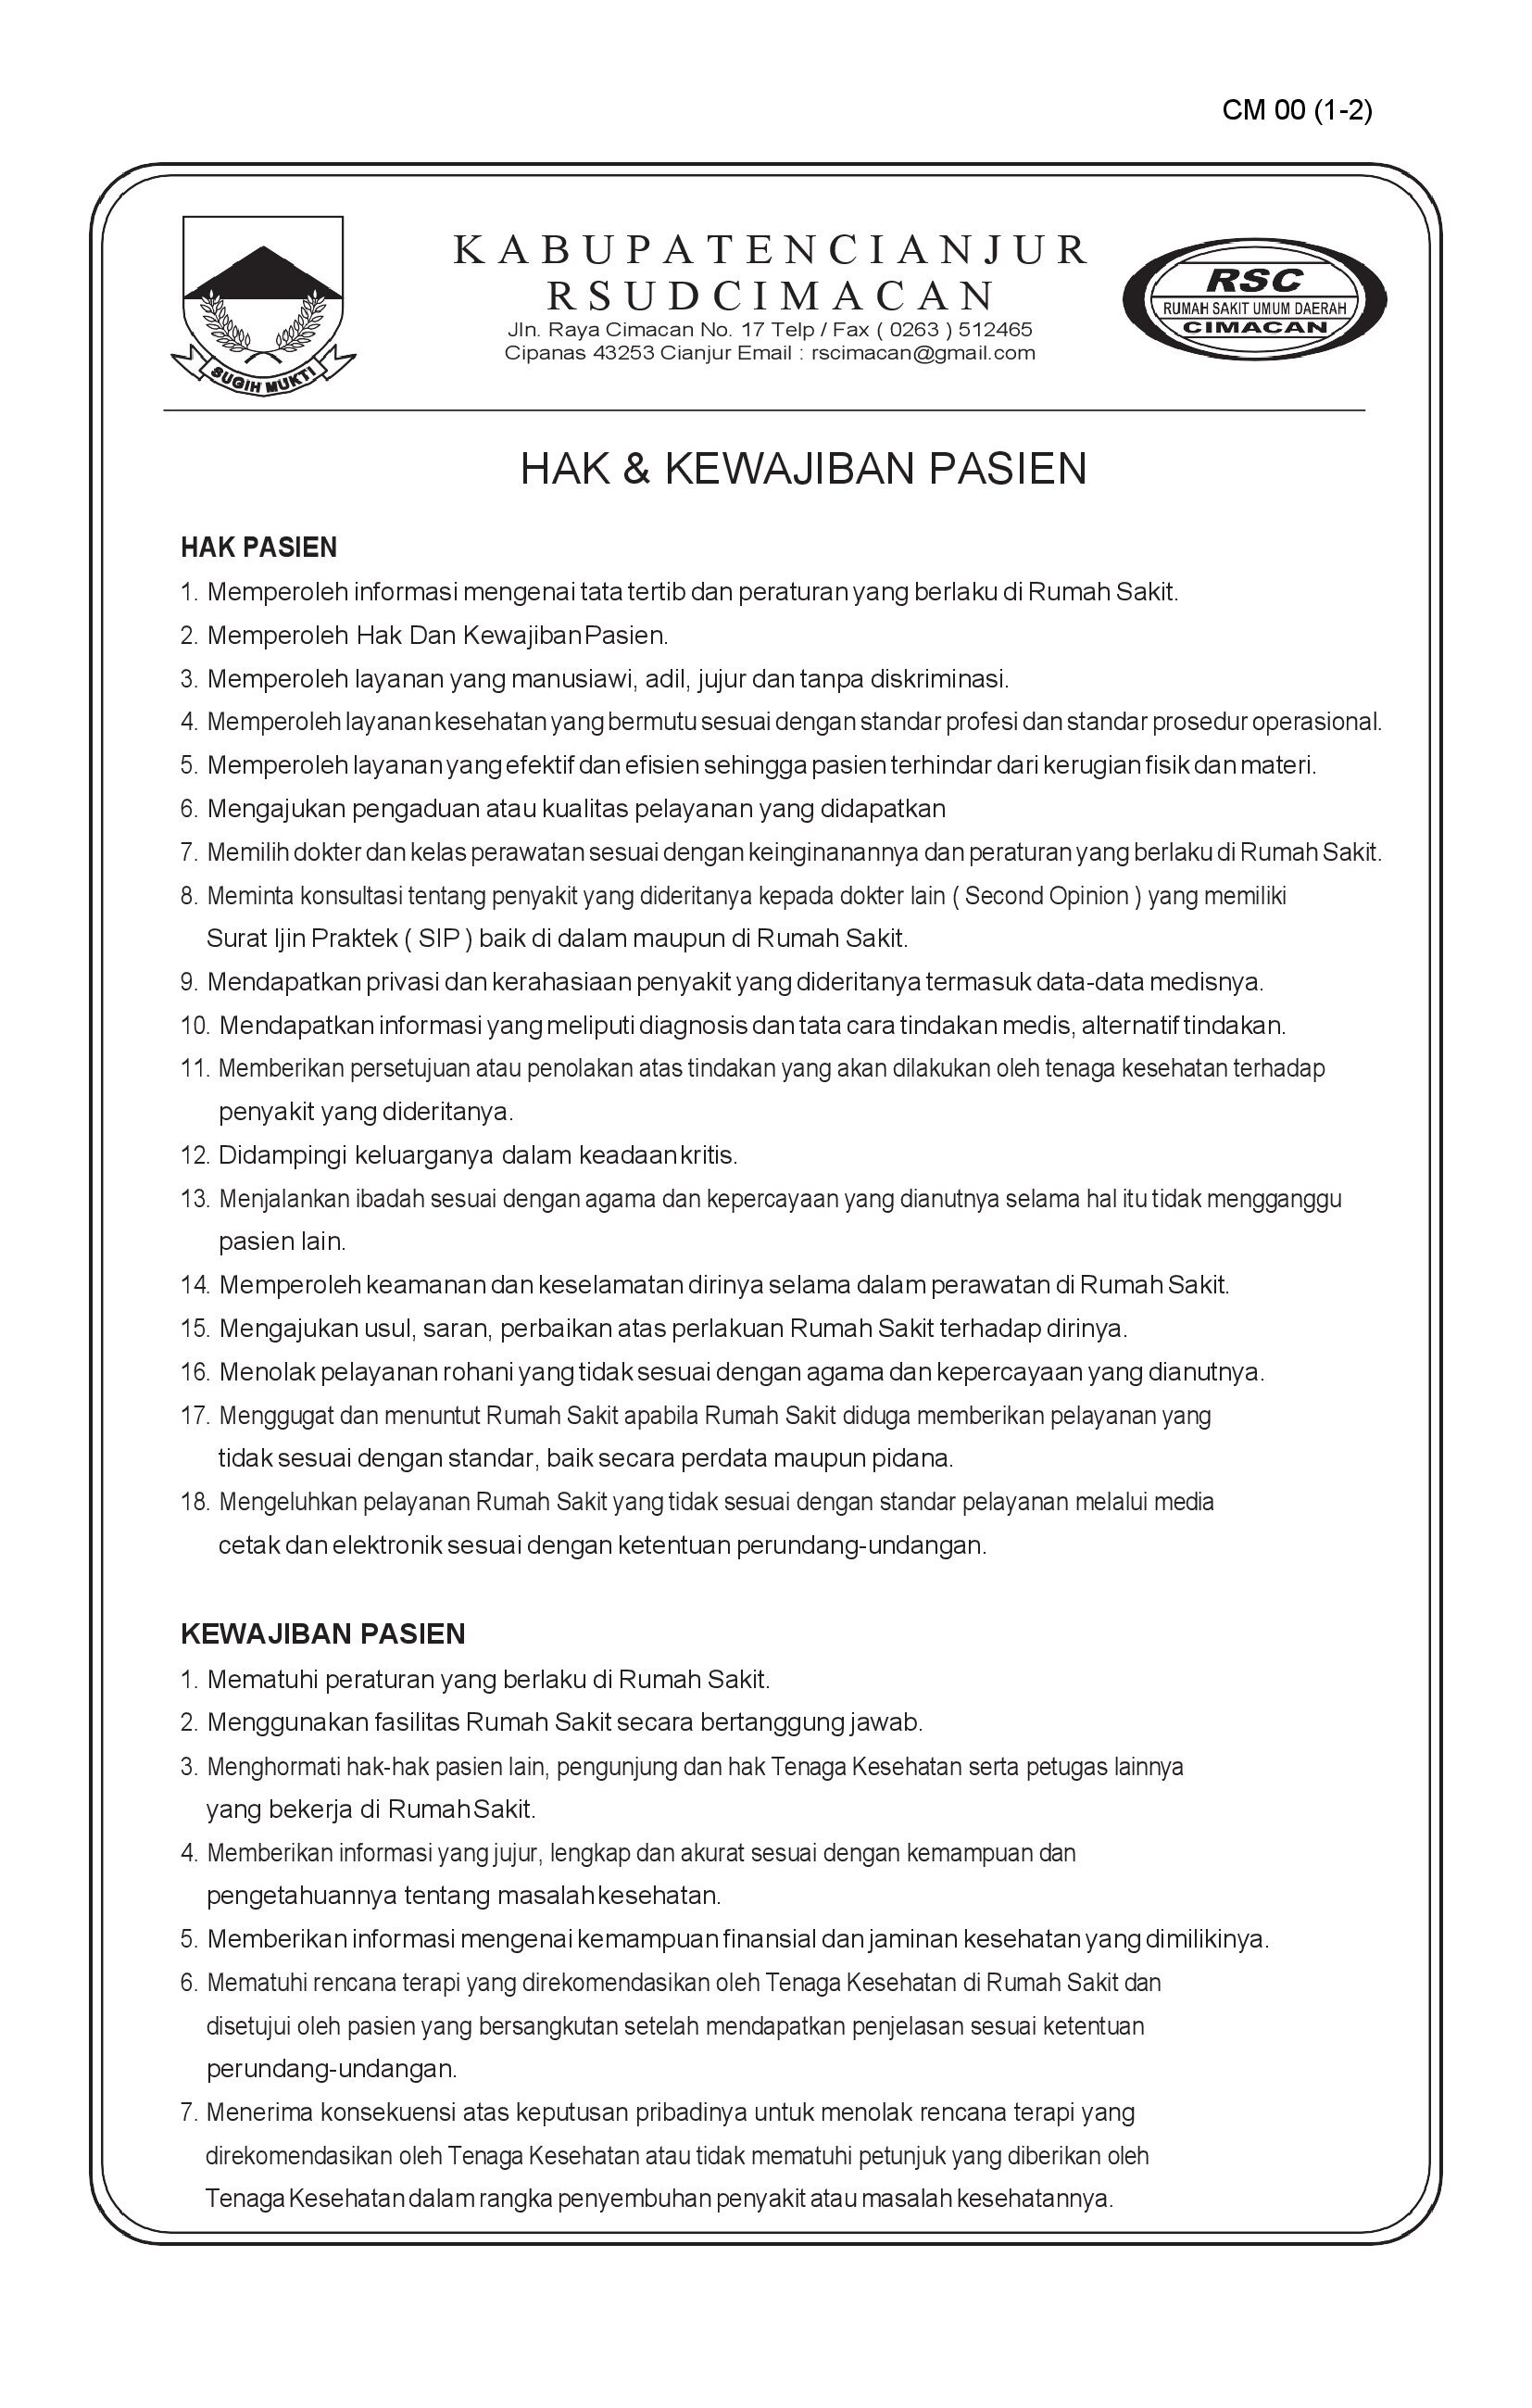 CM 00 (1-2)
KABUPATENCIANJUR
RSUDCIMACAN
Jln. Raya Cimacan No. 17 Telp / Fax ( 0263 ) 512465
Cipanas 43253 Cianjur Email : rscimacan@gmail.com
SUGIH MUKTI
RSC
RUMAH SAKIT UMUM DAERAH
CIMACAN
HAK & KEWAJIBAN PASIEN
HAK PASIEN
1. Memperoleh informasi mengenai tata tertib dan peraturan yang berlaku di Rumah Sakit.
2. Memperoleh Hak Dan Kewajiban Pasien.
3. Memperoleh layanan yang manusiawi, adil, jujur dan tanpa diskriminasi.
4. Memperoleh layanan kesehatan yang bermutu sesuai dengan standar profesi dan standar prosedur operasional.
5. Memperoleh layanan yang efektif dan efisien sehingga pasien terhindar dari kerugian fisik dan materi.
6. Mengajukan pengaduan atau kualitas pelayanan yang didapatkan
7. Memilih dokter dan kelas perawatan sesuai dengan keinginanannya dan peraturan yang berlaku di Rumah Sakit.
8. Meminta konsultasi tentang penyakit yang dideritanya kepada dokter lain ( Second Opinion ) yang memiliki
Surat Ijin Praktek ( SIP ) baik di dalam maupun di Rumah Sakit.
9. Mendapatkan privasi dan kerahasiaan penyakit yang dideritanya termasuk data-data medisnya.
10. Mendapatkan informasi yang meliputi diagnosis dan tata cara tindakan medis, alternatif tindakan.
11. Memberikan persetujuan atau penolakan atas tindakan yang akan dilakukan oleh tenaga kesehatan terhadap
penyakit yang dideritanya.
12. Didampingi keluarganya dalam keadaan kritis.
13. Menjalankan ibadah sesuai dengan agama dan kepercayaan yang dianutnya selama hal itu tidak mengganggu
pasien lain.
14. Memperoleh keamanan dan keselamatan dirinya selama dalam perawatan di Rumah Sakit.
15. Mengajukan usul, saran, perbaikan atas perlakuan Rumah Sakit terhadap dirinya.
16. Menolak pelayanan rohani yang tidak sesuai dengan agama dan kepercayaan yang dianutnya.
17. Menggugat dan menuntut Rumah Sakit apabila Rumah Sakit diduga memberikan pelayanan yang
tidak sesuai dengan standar, baik secara perdata maupun pidana.
18. Mengeluhkan pelayanan Rumah Sakit yang tidak sesuai dengan standar pelayanan melalui media
cetak dan elektronik sesuai dengan ketentuan perundang-undangan.
KEWAJIBAN PASIEN
1. Mematuhi peraturan yang berlaku di Rumah Sakit.
2. Menggunakan fasilitas Rumah Sakit secara bertanggung jawab.
3. Menghormati hak-hak pasien lain, pengunjung dan hak Tenaga Kesehatan serta petugas lainnya
yang bekerja di Rumah Sakit.
4. Memberikan informasi yang jujur, lengkap dan akurat sesuai dengan kemampuan dan
pengetahuannya tentang masalah kesehatan.
5. Memberikan informasi mengenai kemampuan finansial dan jaminan kesehatan yang dimilikinya.
6. Mematuhi rencana terapi yang direkomendasikan oleh Tenaga Kesehatan di Rumah Sakit dan
disetujui oleh pasien yang bersangkutan setelah mendapatkan penjelasan sesuai ketentuan
perundang-undangan.
7. Menerima konsekuensi atas keputusan pribadinya untuk menolak rencana terapi yang
direkomendasikan oleh Tenaga Kesehatan atau tidak mematuhi petunjuk yang diberikan oleh
Tenaga Kesehatan dalam rangka penyembuhan penyakit atau masalah kesehatannya.